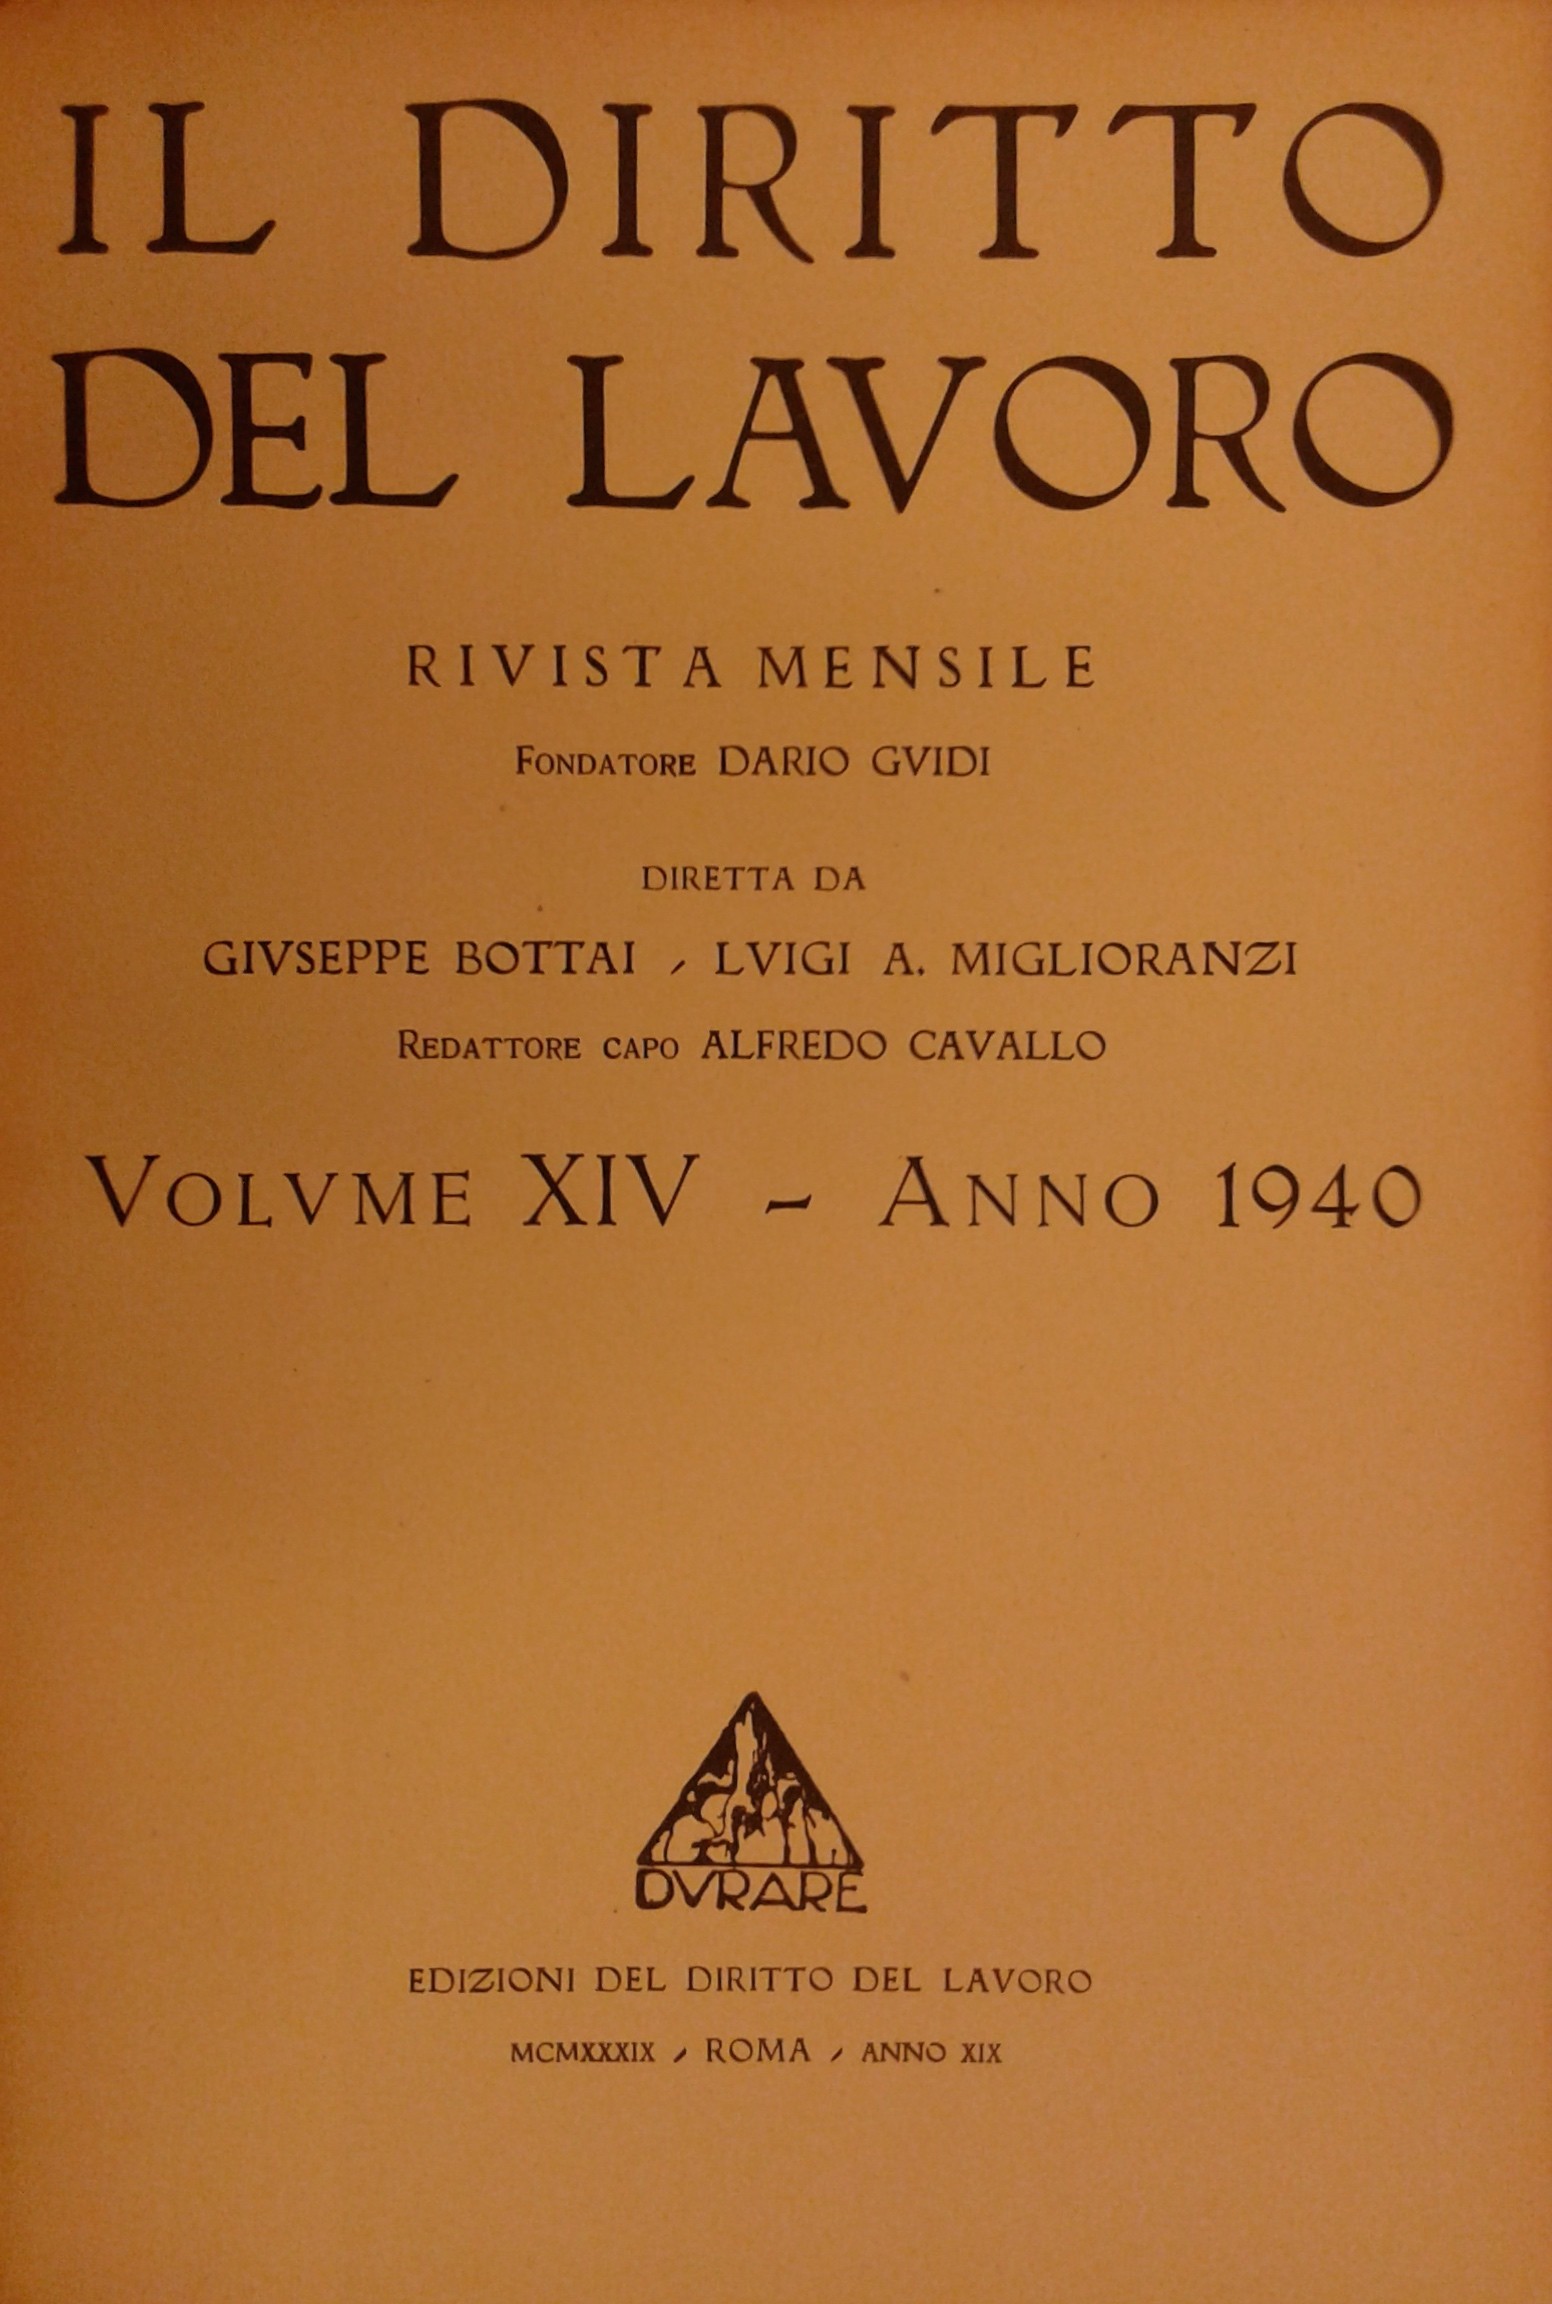 IL DIRITTO
DEL LAVORO
RIVISTA MENSILE
FONDATORE DARIO GVIDI
DIRETTA DA
GIVSEPPE BOTTAI - LVIGI A. MIGLIORANZI
REDATTORE CAPO ALFREDO CAVALLO
VOLVME XIV - ANNO 1940
DVRARE
EDIZIONI DEL DIRITTO DEL LAVORO
MCMXXXIX - ROMA - ANNO XIX